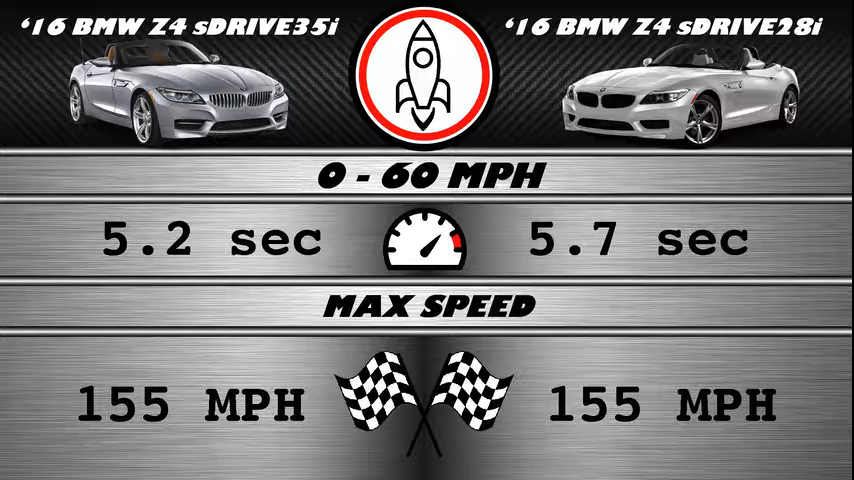 ‘16 BMW Z4 sDRIVE35i
‘16 BMW Z4 sDRIVE28i
0 - 60 MPH
5.2 sec
5.7 sec
MAX SPEED
155 MPH
155 MPH